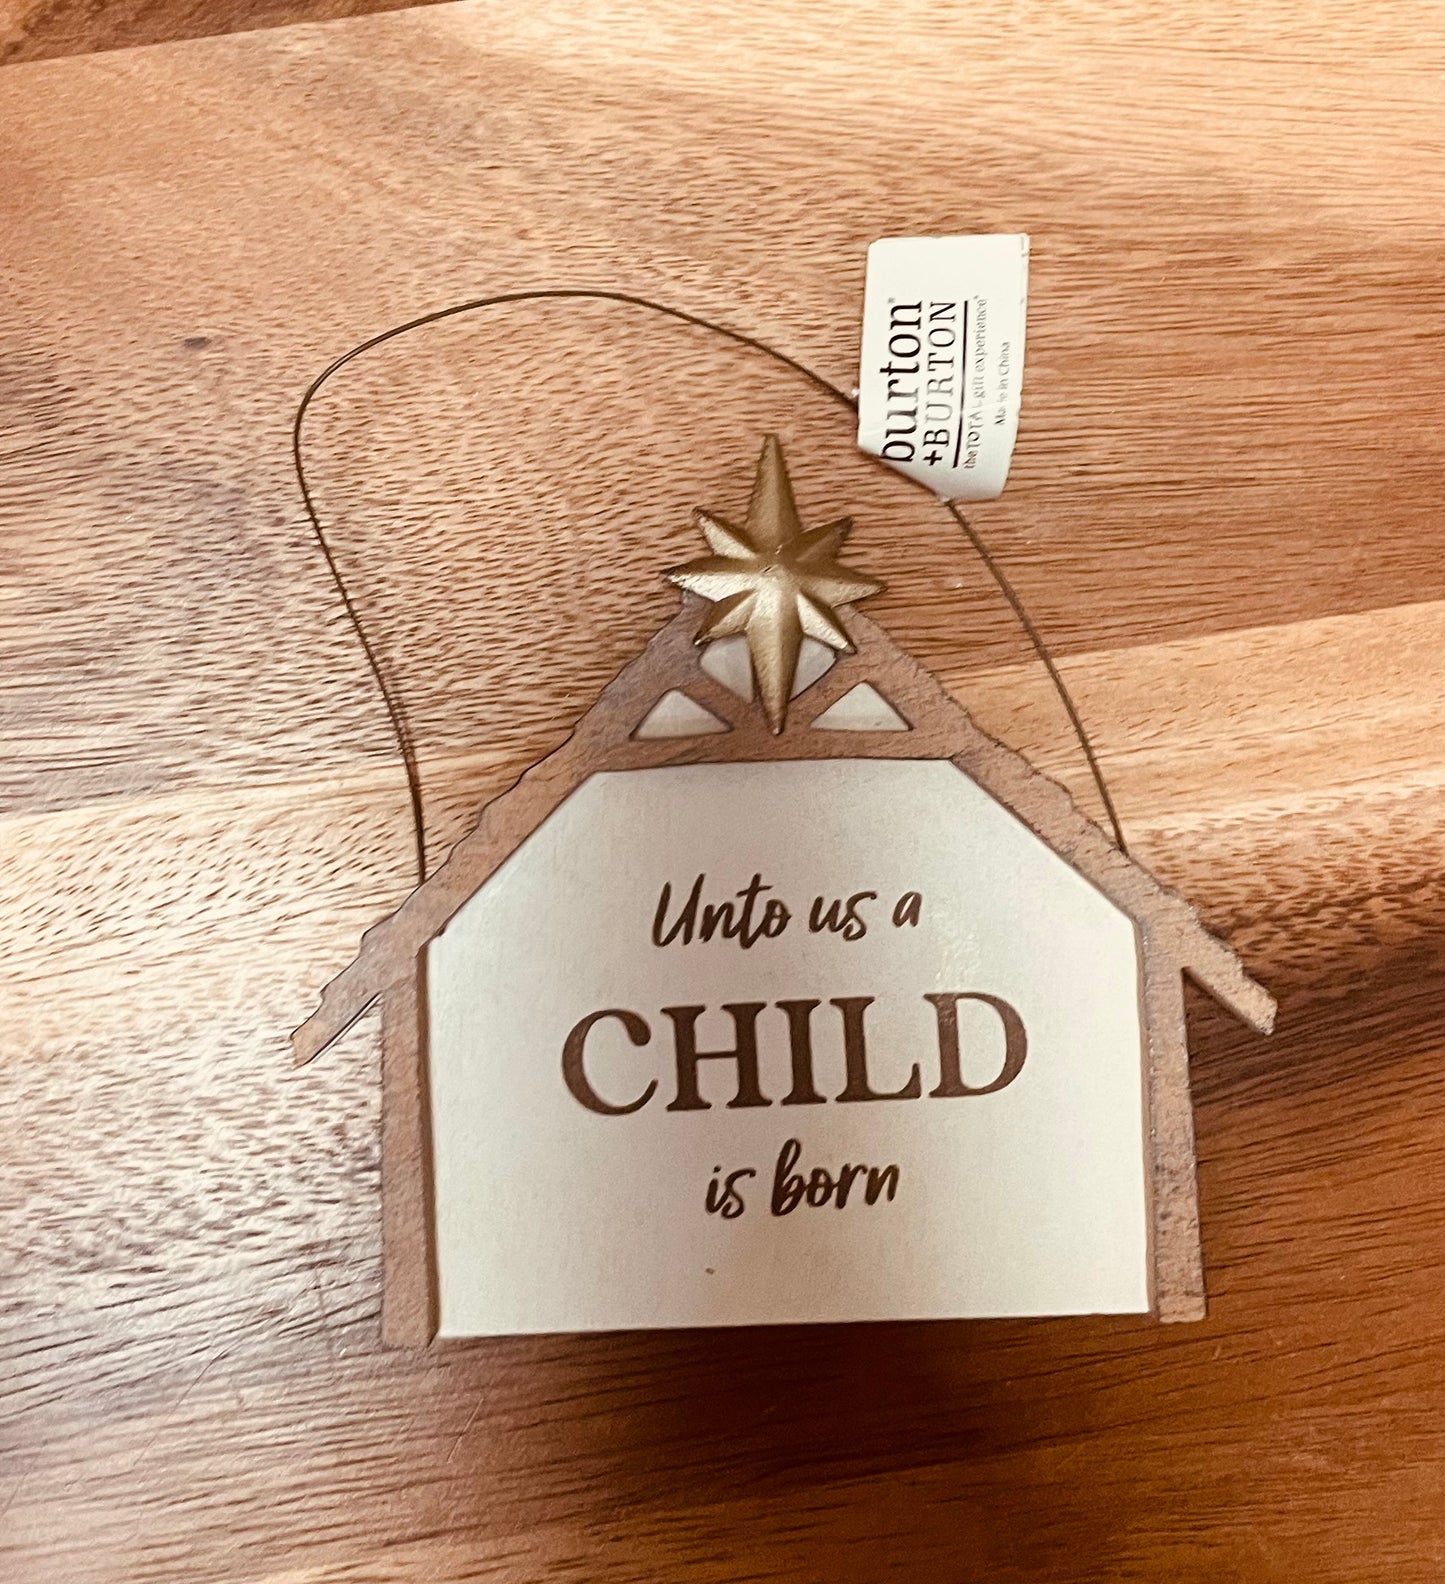 burton®
+BURTON
the TOTAL gift experience®
Made in China
Unto us a
CHILD
is born